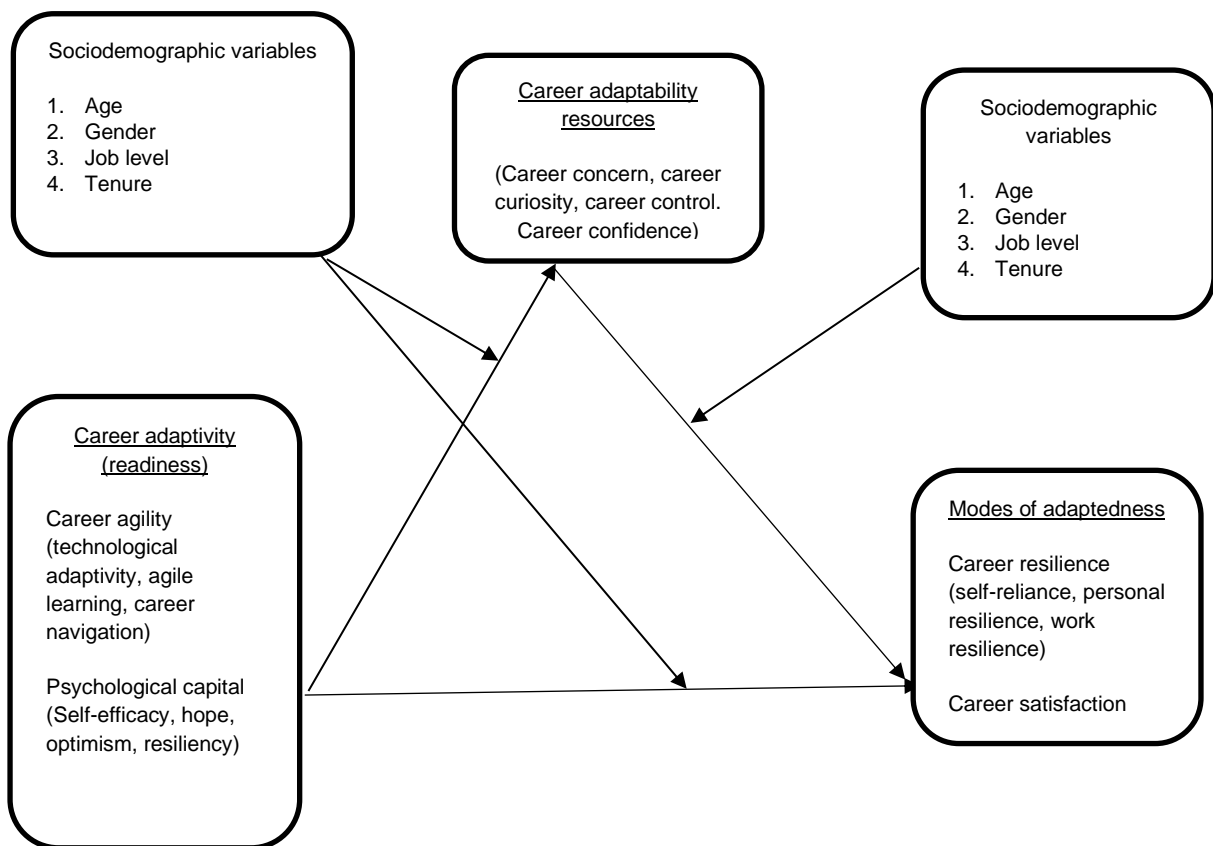 Sociodemographic variables
1. Age
2. Gender
3. Job level
4. Tenure
Career adaptability
resources
(Career concern, career
curiosity, career control.
Career confidence)
Sociodemographic
variables
1. Age
2. Gender
3. Job level
4. Tenure
Career adaptivity
(readiness)
Career agility
(technological
adaptivity, agile
learning, career
navigation)
Psychological capital
(Self-efficacy, hope,
optimism, resiliency)
Modes of adaptedness
Career resilience
(self-reliance, personal
resilience, work
resilience)
Career satisfaction